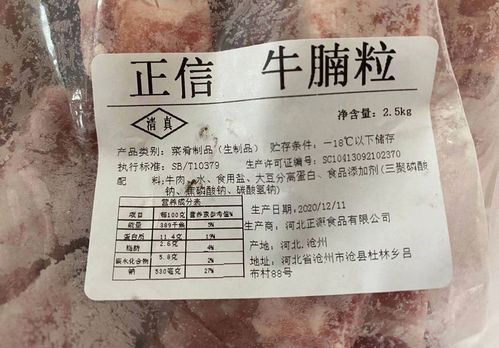 正信 牛腩粒
清真
净含量：2.5kg
产品类别：菜肴制品（生制品） 贮存条件：－18℃以下储存
执行标准：SB/T10379 生产许可证编号：SC10413092102370
配 料：牛肉、水、食用盐、大豆分离蛋白、食品添加剂（三聚磷酸
钠、焦磷酸钠、碳酸氢钠）
营养成分表
项目 每100克 营养素参考值%
能量 389千焦 5%
蛋白质 11.4克 19%
脂肪 2.6克 4%
碳水化合物 5.8克 2%
钠 530毫克 27%
生产日期：2020/12/11
生产商：河北正源食品有限公司
产地：河北.沧州
地址：河北省沧州市沧县杜林乡吕
布村88号